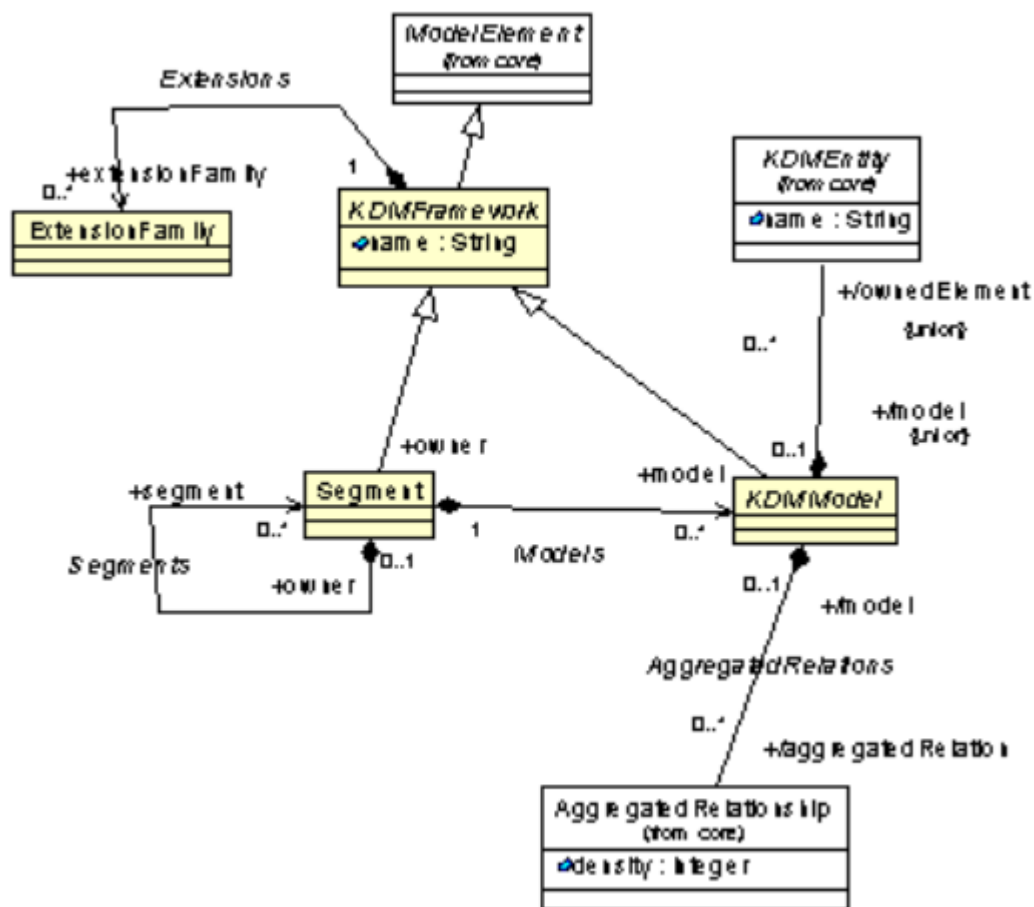 ModelElement
(from core)
Extensions
1
+extensionFamily
0..*
ExtensionFamily
KDMFramework
name : String
KDMEntity
(from core)
name : String
+/ownedElement
{union}
0..*
+/model
{union}
0..1
+owner
+segment
Segment
+model
KDMModel
0..*
1
0..*
Segments
0..1
Models
+owner
0..1
+/model
AggregatedRelations
0..*
+/aggregatedRelation
AggregatedRelationship
(from core)
density : Integer